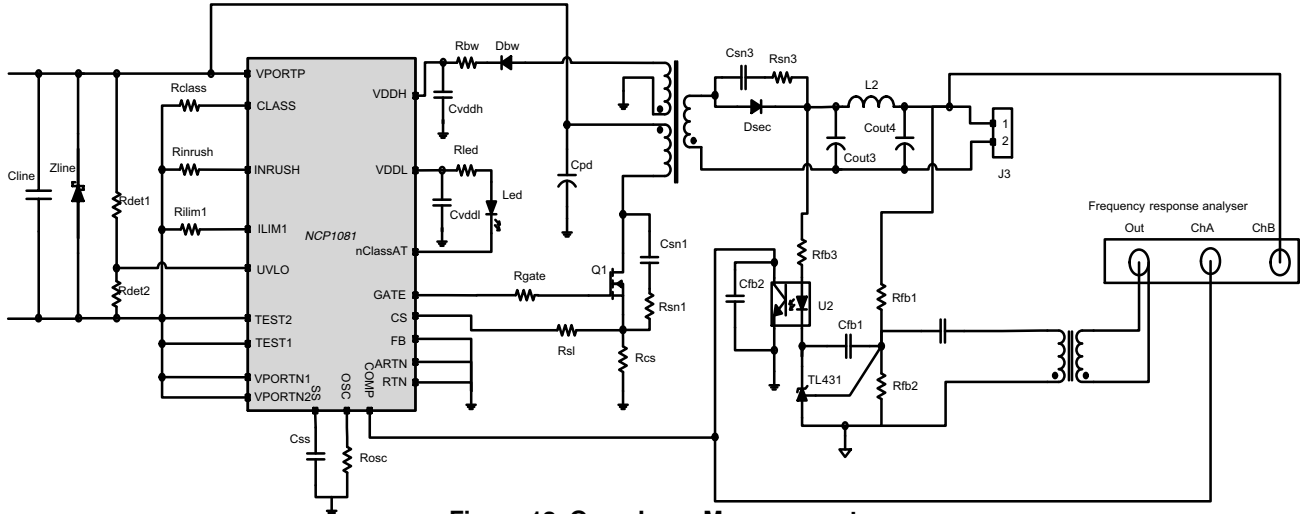 Rbw Dbw
Csn3
Rsn3
VPORTP
Rclass
CLASS
VDDH
Cvddh
L2
Dsec
Cout4
Cout3
1
2
J3
Cline
Zline
Rinrush
INRUSH
VDDL
Rled
Led
Cpd
Rdet1
Rilim1
ILIM1
Cvddl
NCP1081
nClassAT
Csn1
Frequency response analyser
Out ChA ChB
UVLO
Rfb3
Rdet2
Rgate
Q1
GATE
Cfb2
U2
Rfb1
Rsn1
TEST2
CS
Rsl
Cfb1
TEST1
FB
Rcs
ARTN
VPORTN1
RTN
TL431
Rfb2
VPORTN2
SS
OSC
COMP
Css
Rosc